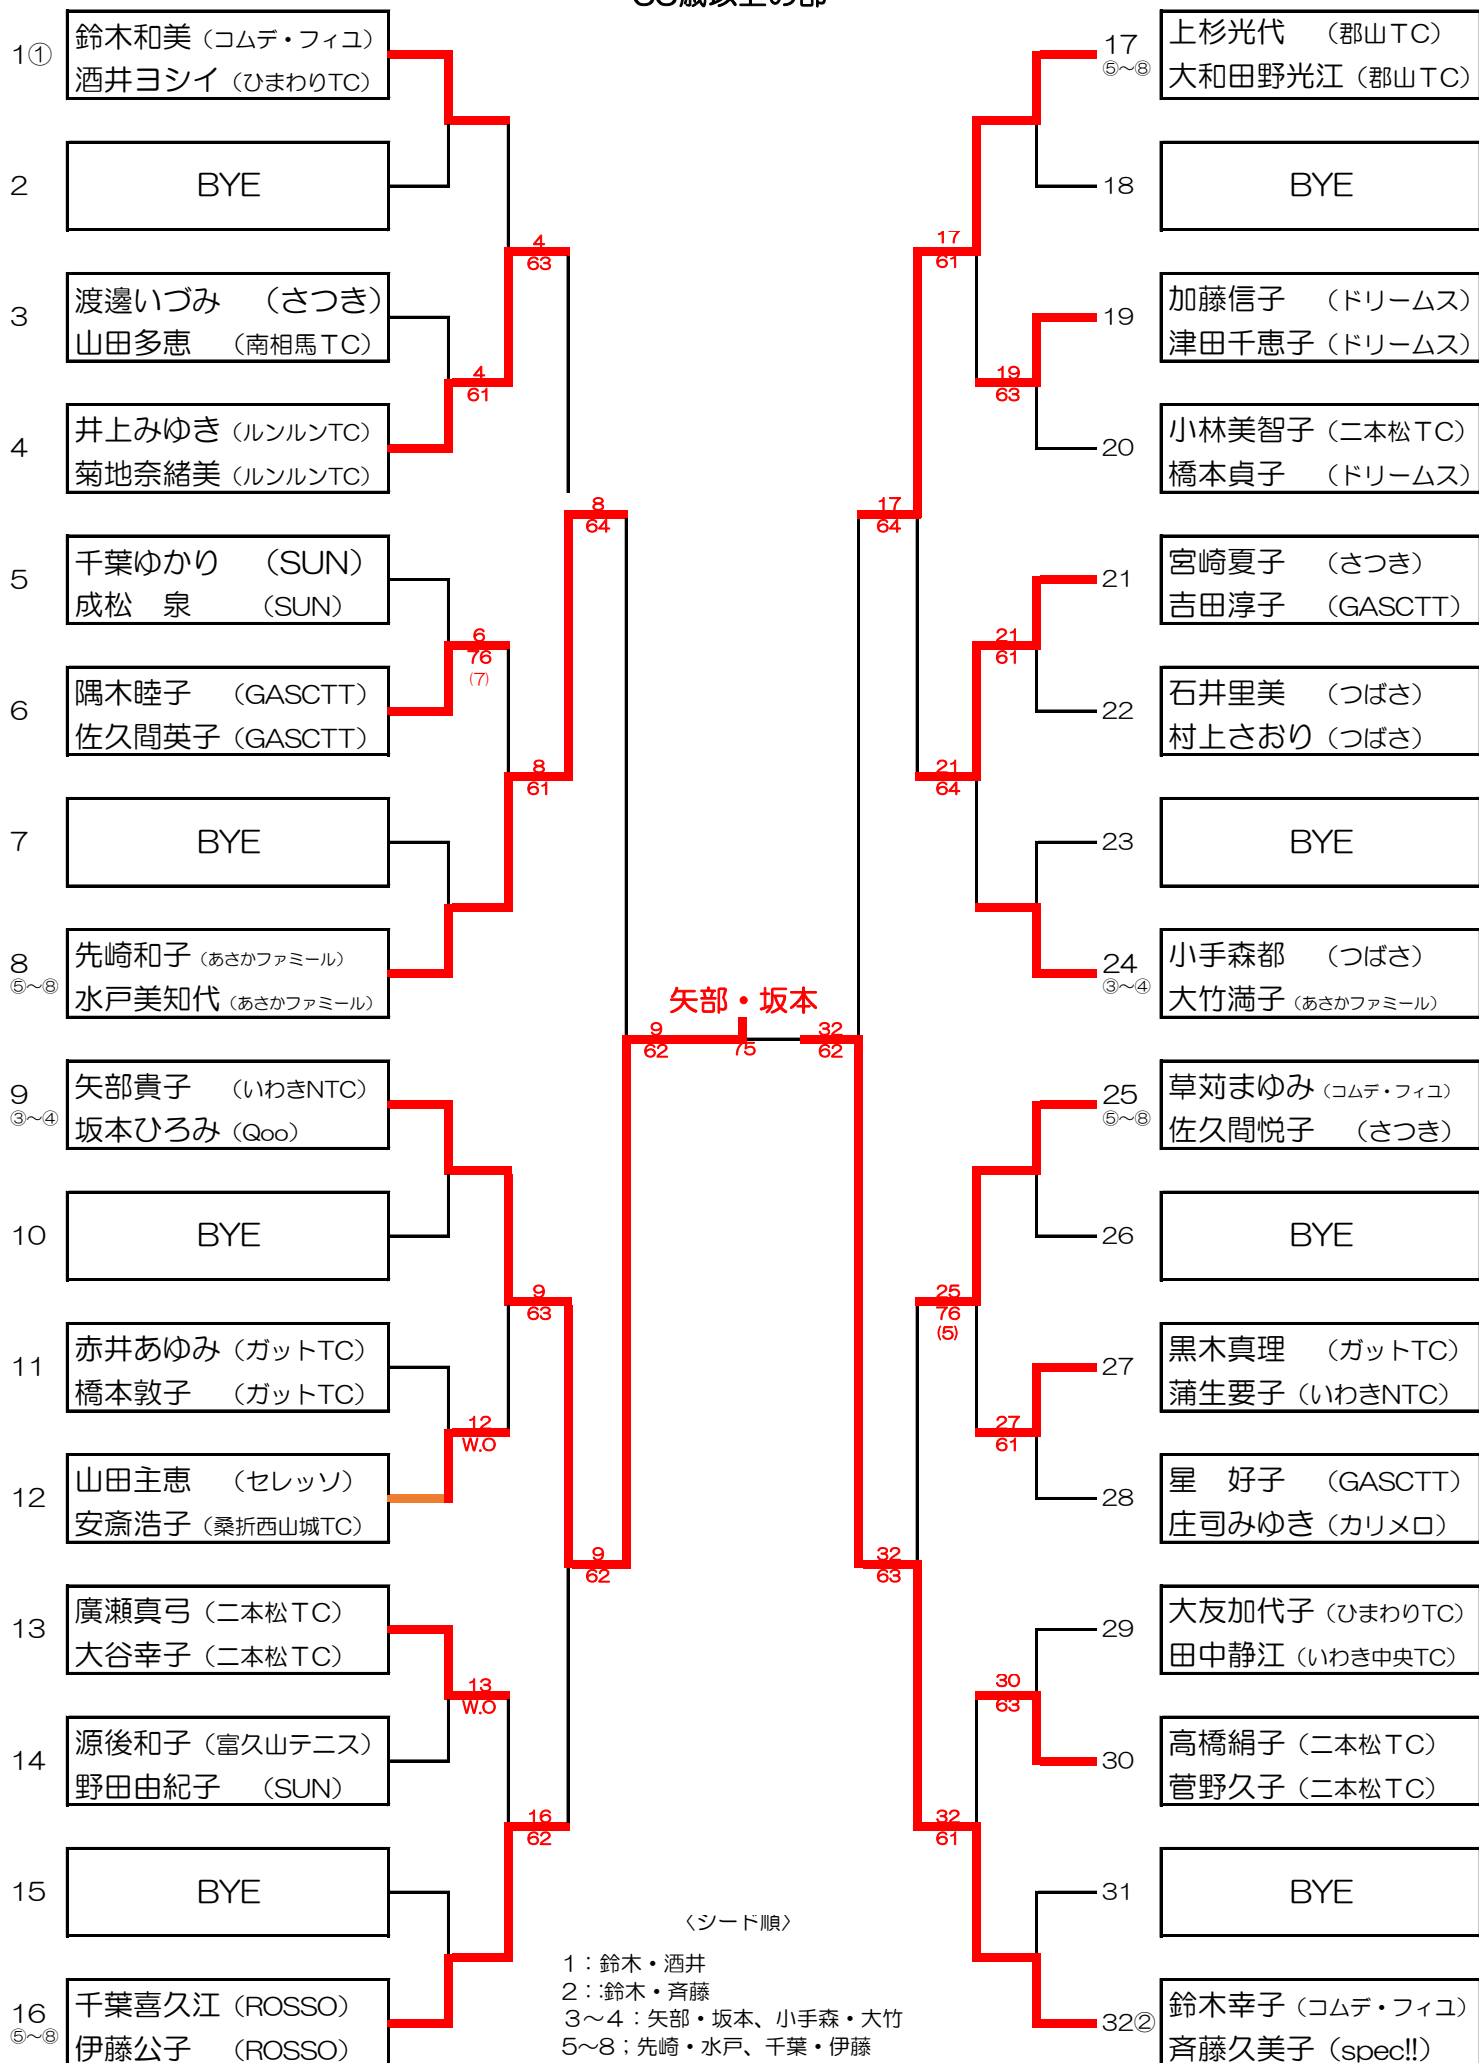 1①
鈴木和美（コムデ・フィユ）
酒井ヨシイ（ひまわりTC）
2
BYE
3
渡邊いづみ　（さつき）
山田多恵　（南相馬TC）
4
井上みゆき（ルンルンTC）
菊地奈緒美（ルンルンTC）
5
千葉ゆかり　（SUN）
成松　泉　　（SUN）
6
隅木睦子　（GASCTT）
佐久間英子（GASCTT）
7
BYE
8
⑤～⑧
先崎和子（あさかファミール）
水戸美知代（あさかファミール）
9
③～④
矢部貴子　（いわきNTC）
坂本ひろみ（Qoo）
10
BYE
11
赤井あゆみ（ガットTC）
橋本敦子　（ガットTC）
12
山田主恵　（セレッソ）
安斎浩子（桑折西山城TC）
13
廣瀬真弓（二本松TC）
大谷幸子（二本松TC）
14
源後和子（富久山テニス）
野田由紀子　（SUN）
15
BYE
16
⑤～⑧
千葉喜久江（ROSSO）
伊藤公子　（ROSSO）
4
61
6
76
(7)
12
W.O
13
W.O
4
63
8
61
9
63
16
62
8
64
9
62
9
62
矢部・坂本
75
32
62
17
64
32
63
17
61
21
64
25
76
(5)
32
61
19
63
21
61
27
61
30
63
17
⑤～⑧
上杉光代　（郡山TC）
大和田野光江（郡山TC）
18
BYE
19
加藤信子　（ドリームス）
津田千恵子（ドリームス）
20
小林美智子（二本松TC）
橋本貞子　（ドリームス）
21
宮崎夏子　（さつき）
吉田淳子　（GASCTT）
22
石井里美　（つばさ）
村上さおり（つばさ）
23
BYE
24
③～④
小手森都　（つばさ）
大竹満子（あさかファミール）
25
⑤～⑧
草苅まゆみ（コムデ・フィユ）
佐久間悦子　（さつき）
26
BYE
27
黒木真理　（ガットTC）
蒲生要子（いわきNTC）
28
星　好子　（GASCTT）
庄司みゆき（カリメロ）
29
大友加代子（ひまわりTC）
田中静江（いわき中央TC）
30
高橋絹子（二本松TC）
菅野久子（二本松TC）
31
BYE
32②
鈴木幸子（コムデ・フィユ）
斉藤久美子（spec!!）
〈シード順〉
1：鈴木・酒井
2：:鈴木・斉藤
3～4：矢部・坂本、小手森・大竹
5～8；先崎・水戸、千葉・伊藤